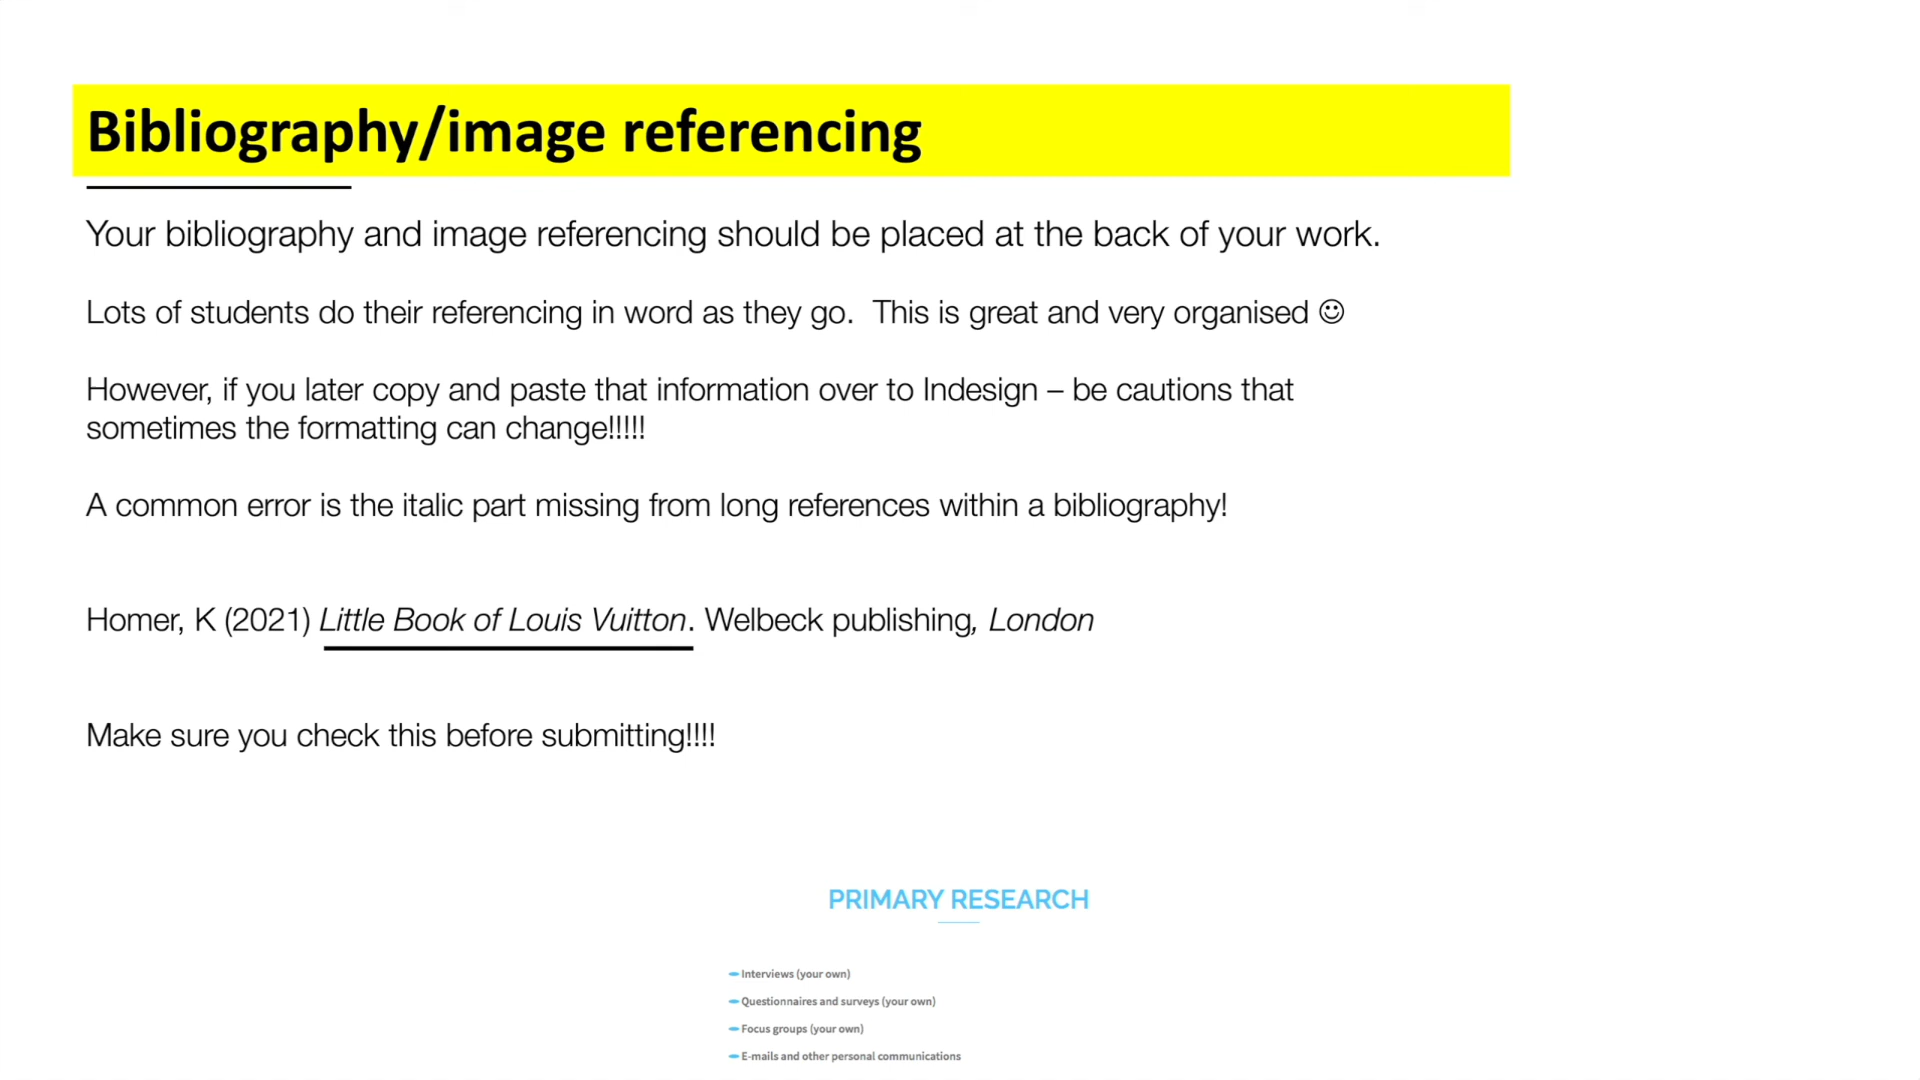 Bibliography/image referencing
Your bibliography and image referencing should be placed at the back of your work.
Lots of students do their referencing in word as they go.  This is great and very organised ☺
However, if you later copy and paste that information over to Indesign – be cautions that
sometimes the formatting can change!!!!!
A common error is the italic part missing from long references within a bibliography!
Homer, K (2021) Little Book of Louis Vuitton. Welbeck publishing, London
Make sure you check this before submitting!!!!
PRIMARY RESEARCH
Interviews (your own)
Questionnaires and surveys (your own)
Focus groups (your own)
E-mails and other personal communications